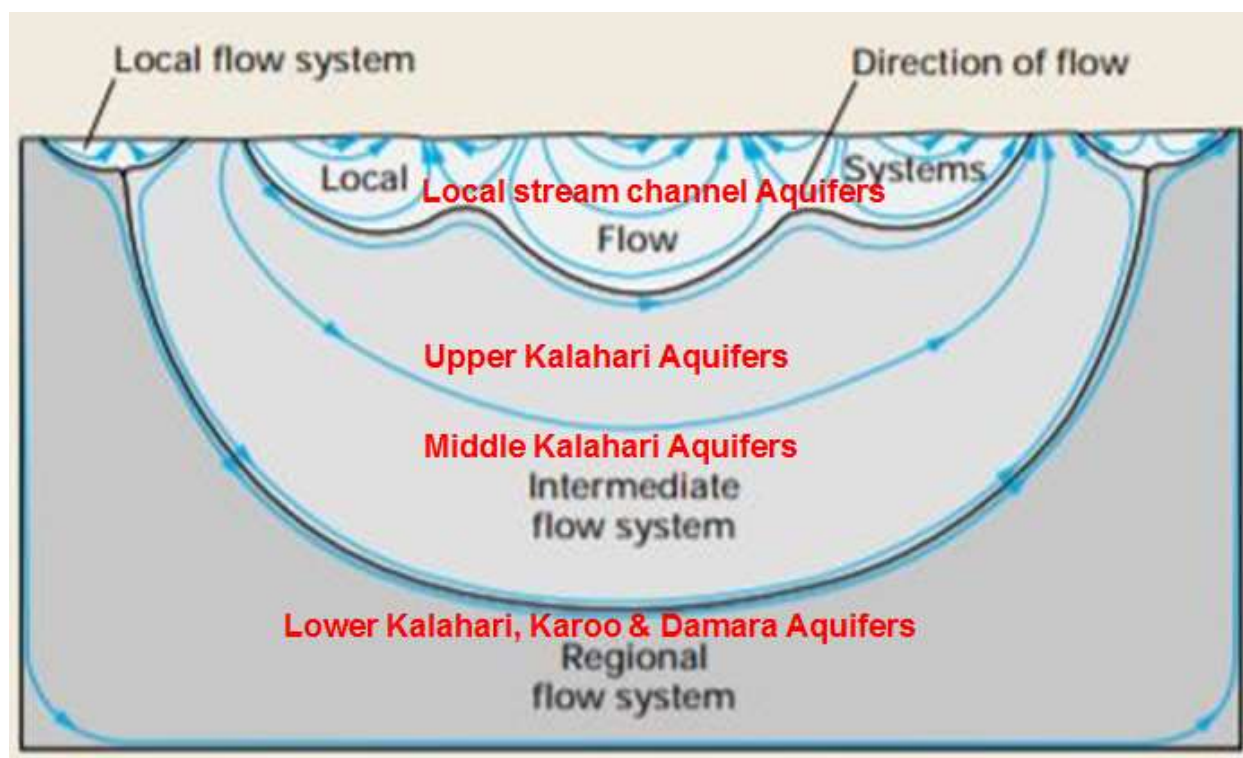 Local flow system
Direction of flow
Local
Systems
Local stream channel Aquifers
Flow
Upper Kalahari Aquifers
Middle Kalahari Aquifers
Intermediate
flow system
Lower Kalahari, Karoo & Damara Aquifers
Regional
flow system